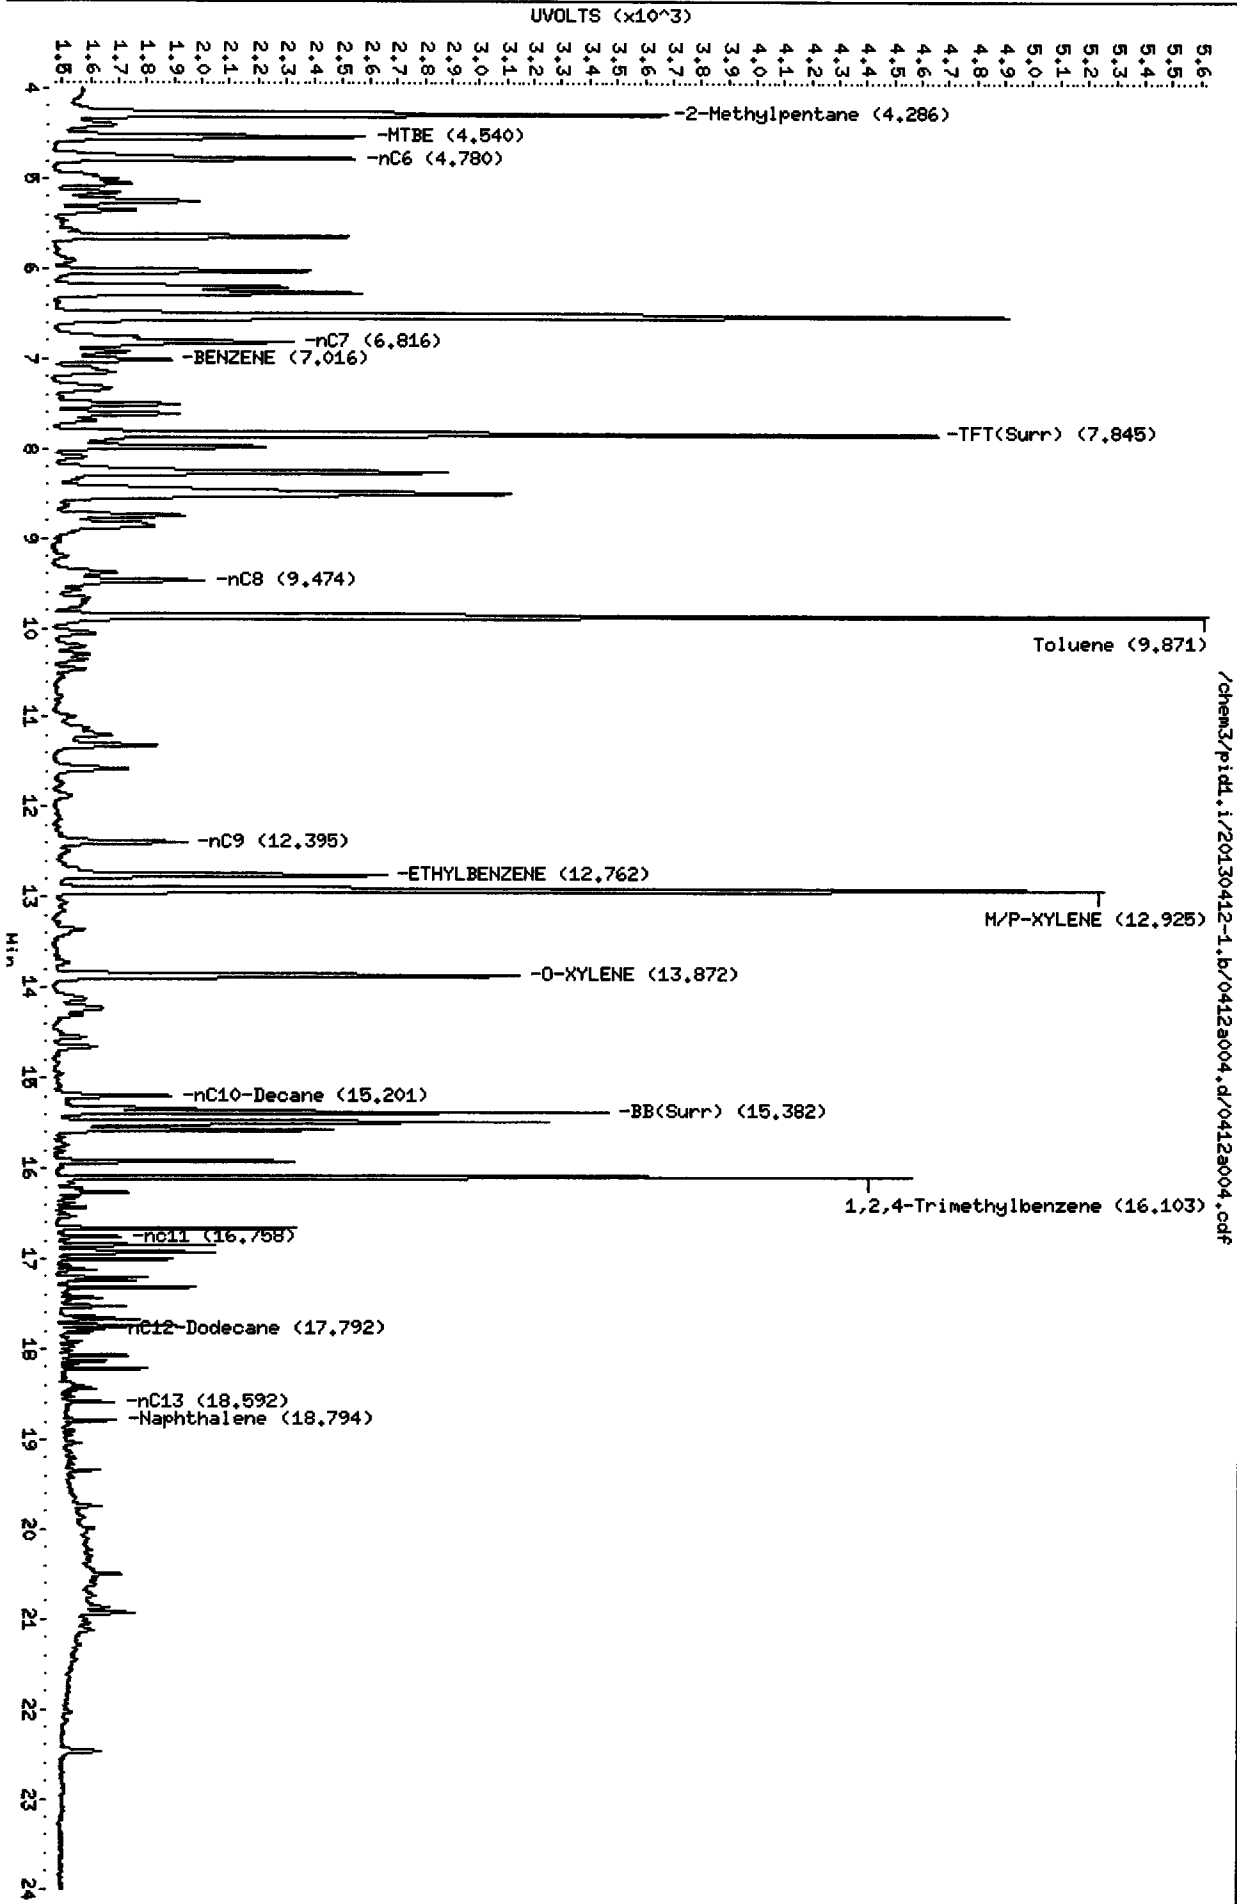 UVOLTS (x10^3)
1.5
1.6
1.7
1.8
1.9
2.0
2.1
2.2
2.3
2.4
2.5
2.6
2.7
2.8
2.9
3.0
3.1
3.2
3.3
3.4
3.5
3.6
3.7
3.8
3.9
4.0
4.1
4.2
4.3
4.4
4.5
4.6
4.7
4.8
4.9
5.0
5.1
5.2
5.3
5.4
5.5
5.6
4
-2-Methylpentane (4.286)
-MTBE (4.540)
-nC6 (4.780)
5
6
-nC7 (6.816)
7
-BENZENE (7.016)
-TFT(Surr) (7.845)
8
9
-nC8 (9.474)
10
Toluene (9.871)
/chem3/pid1.i/20130412-1.b/0412a004.d/0412a004.cdf
11
12
-nC9 (12.395)
-ETHYLBENZENE (12.762)
13
M/P-XYLENE (12.925)
Min
-O-XYLENE (13.872)
14
15
-nC10-Decane (15.201)
-BB(Surr) (15.382)
16
1,2,4-Trimethylbenzene (16.103)
-nc11 (16.758)
17
nC12-Dodecane (17.792)
18
-nC13 (18.592)
-Naphthalene (18.794)
19
20
21
22
23
24